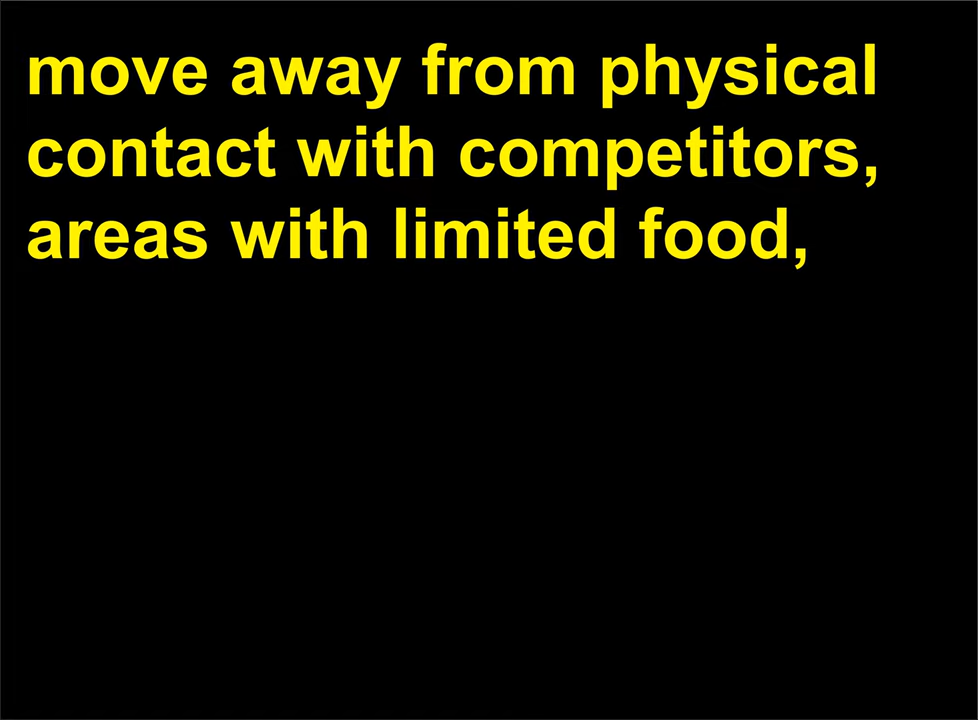 move away from physical
contact with competitors,
areas with limited food,